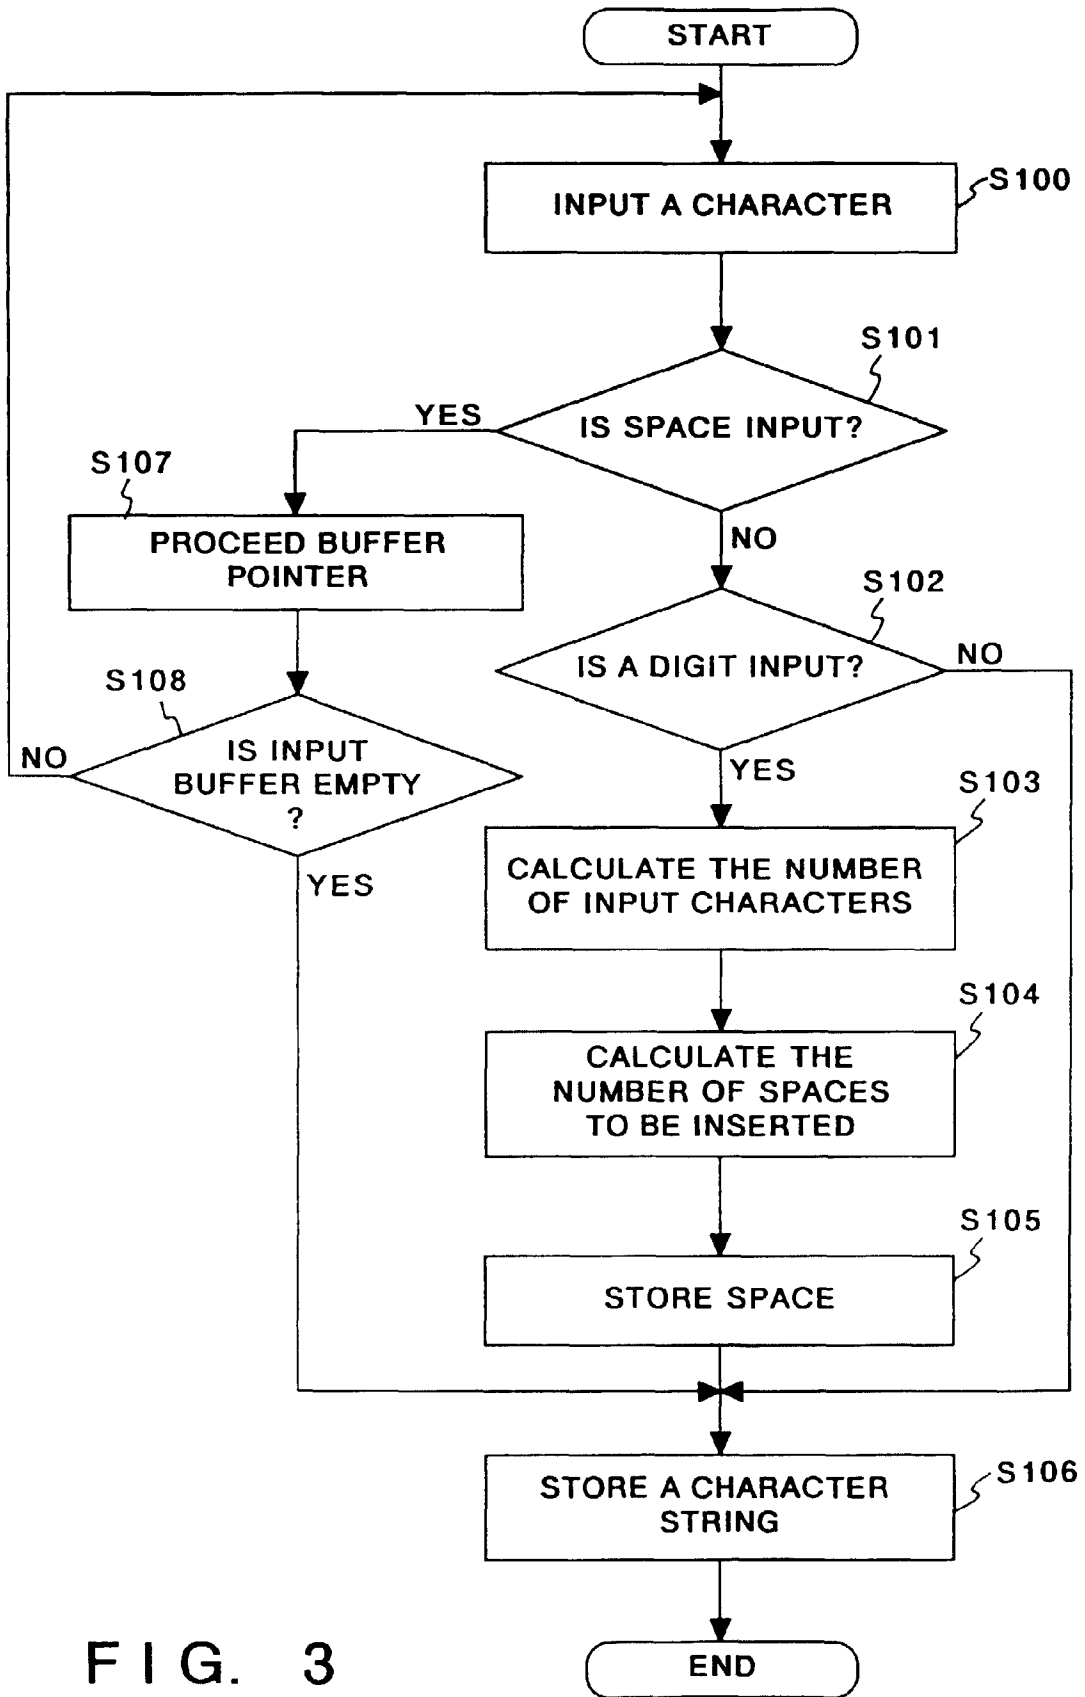 START
INPUT A CHARACTER
S100
S101
IS SPACE INPUT?
YES
NO
S107
PROCEED BUFFER
POINTER
S102
IS A DIGIT INPUT?
NO
YES
S108
IS INPUT
BUFFER EMPTY
?
NO
YES
S103
CALCULATE THE NUMBER
OF INPUT CHARACTERS
S104
CALCULATE THE
NUMBER OF SPACES
TO BE INSERTED
S105
STORE SPACE
S106
STORE A CHARACTER
STRING
END
FIG. 3